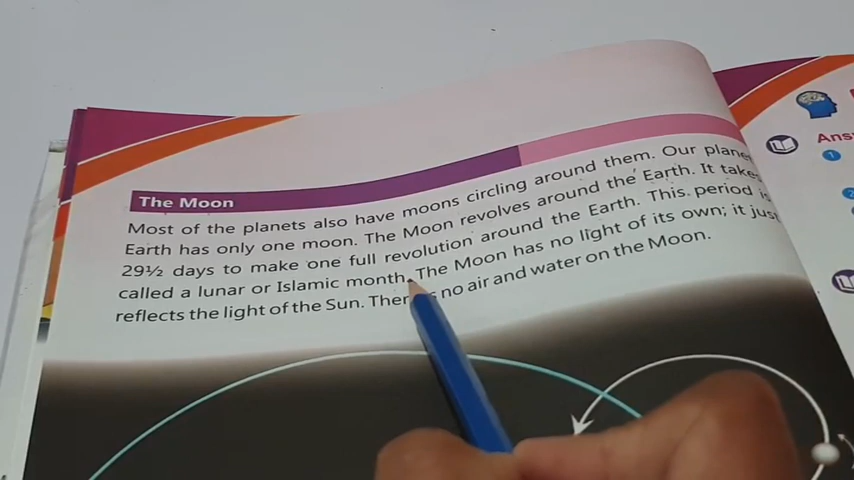 The Moon
Most of the planets also have moons circling around them. Our planet
Earth has only one moon. The Moon revolves around the Earth. It takes
29½ days to make one full revolution around the Earth. This period is
called a lunar or Islamic month. The Moon has no light of its own; it just
reflects the light of the Sun. There is no air and water on the Moon.
Ans
1
2